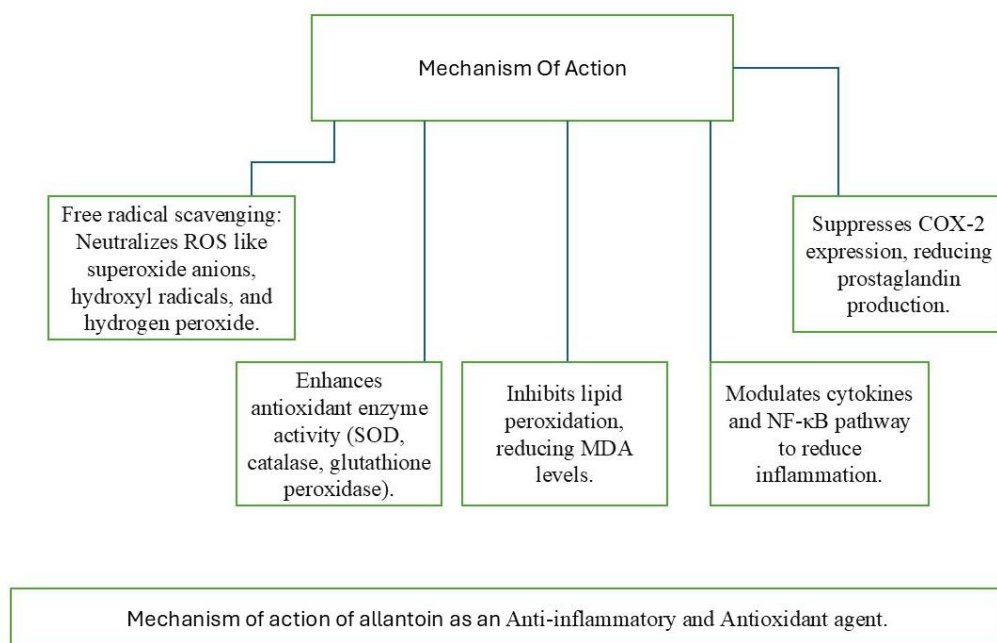 Mechanism Of Action
Free radical scavenging:
Neutralizes ROS like
superoxide anions,
hydroxyl radicals, and
hydrogen peroxide.
Suppresses COX-2
expression, reducing
prostaglandin
production.
Enhances
antioxidant enzyme
activity (SOD,
catalase, glutathione
peroxidase).
Inhibits lipid
peroxidation,
reducing MDA
levels.
Modulates cytokines
and NF-κB pathway
to reduce
inflammation.
Mechanism of action of allantoin as an Anti-inflammatory and Antioxidant agent.